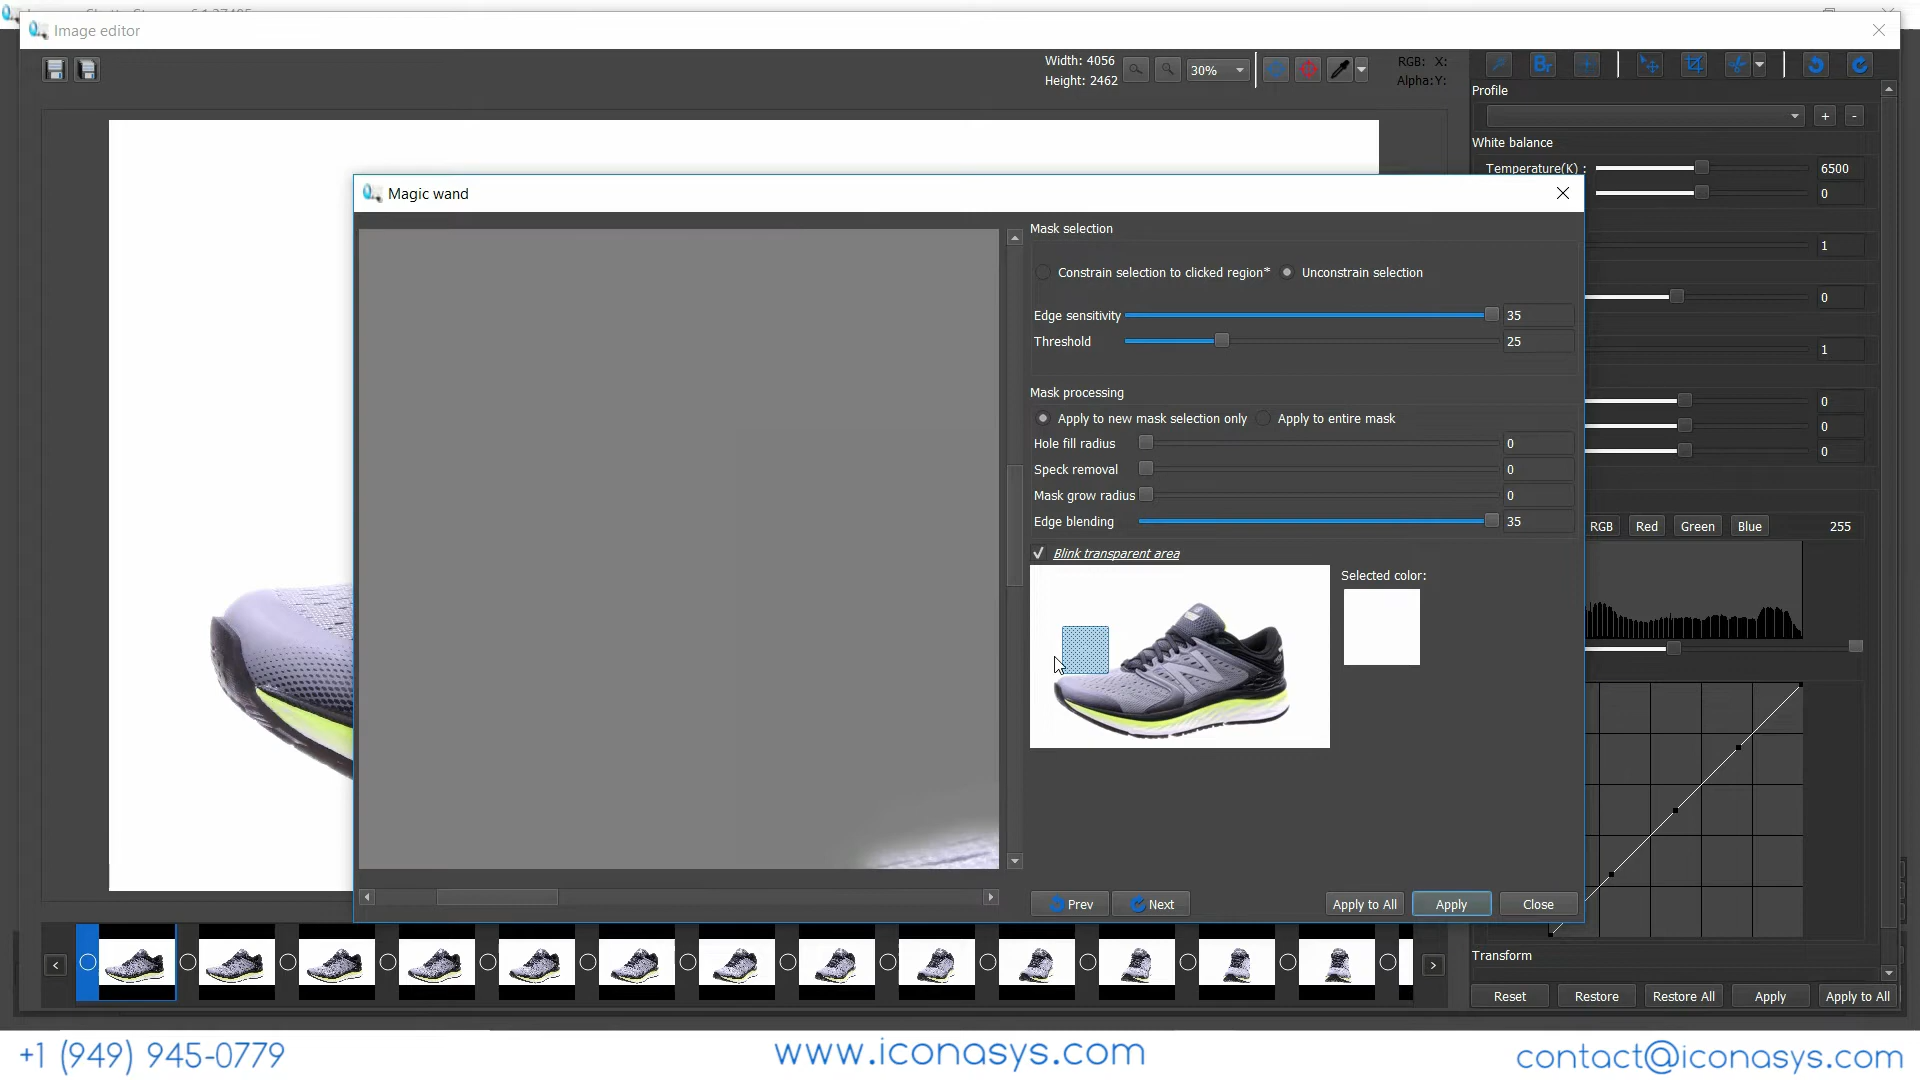 Image editor
Width: 4056
Height: 2462
30%
RGB: X:
Alpha:Y:
Br
Profile
+
-
White balance
Temperature(K) :
6500
0
1
0
1
0
0
0
Magic wand
Mask selection
Constrain selection to clicked region*
Unconstrain selection
Edge sensitivity
35
Threshold
25
Mask processing
Apply to new mask selection only
Apply to entire mask
Hole fill radius
0
Speck removal
0
Mask grow radius
0
Edge blending
35
Blink transparent area
Selected color:
Prev
Next
Apply to All
Apply
Close
RGB
Red
Green
Blue
255
Transform
Reset
Restore
Restore All
Apply
Apply to All
+1 (949) 945-0779
www.iconasys.com
contact@iconasys.com